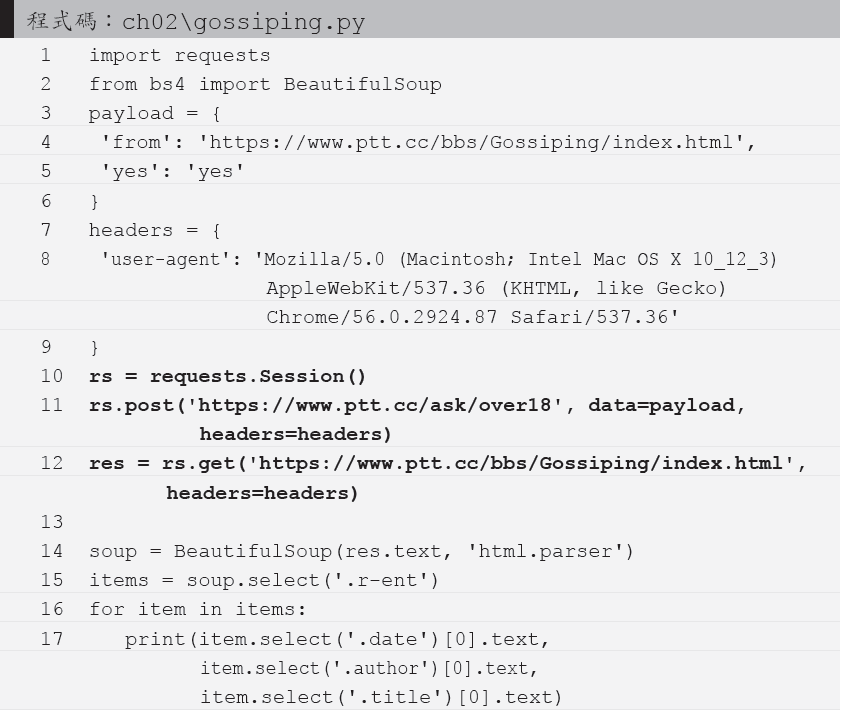 程式碼：ch02\gossiping.py
1 import requests
2 from bs4 import BeautifulSoup
3 payload = {
4  'from': 'https://www.ptt.cc/bbs/Gossiping/index.html',
5  'yes': 'yes'
6 }
7 headers = {
8  'user-agent': 'Mozilla/5.0 (Macintosh; Intel Mac OS X 10_12_3)
AppleWebKit/537.36 (KHTML, like Gecko)
Chrome/56.0.2924.87 Safari/537.36'
9 }
10 rs = requests.Session()
11 rs.post('https://www.ptt.cc/ask/over18', data=payload,
headers=headers)
12 res = rs.get('https://www.ptt.cc/bbs/Gossiping/index.html',
headers=headers)
13
14 soup = BeautifulSoup(res.text, 'html.parser')
15 items = soup.select('.r-ent')
16 for item in items:
17    print(item.select('.date')[0].text,
item.select('.author')[0].text,
item.select('.title')[0].text)